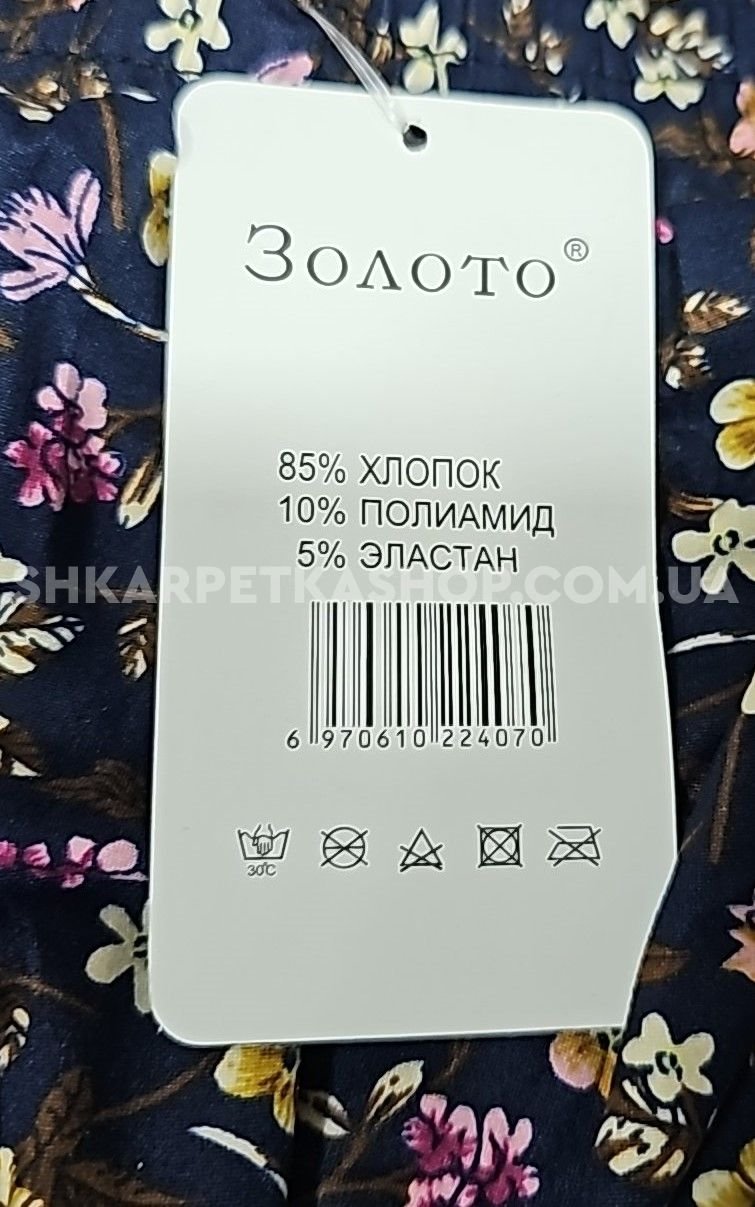 Золото®
85% ХЛОПОК
10% ПОЛИАМИД
5% ЭЛАСТАН
SHKARPETKASHOP.COM.UA
6 970610 224070
30°C